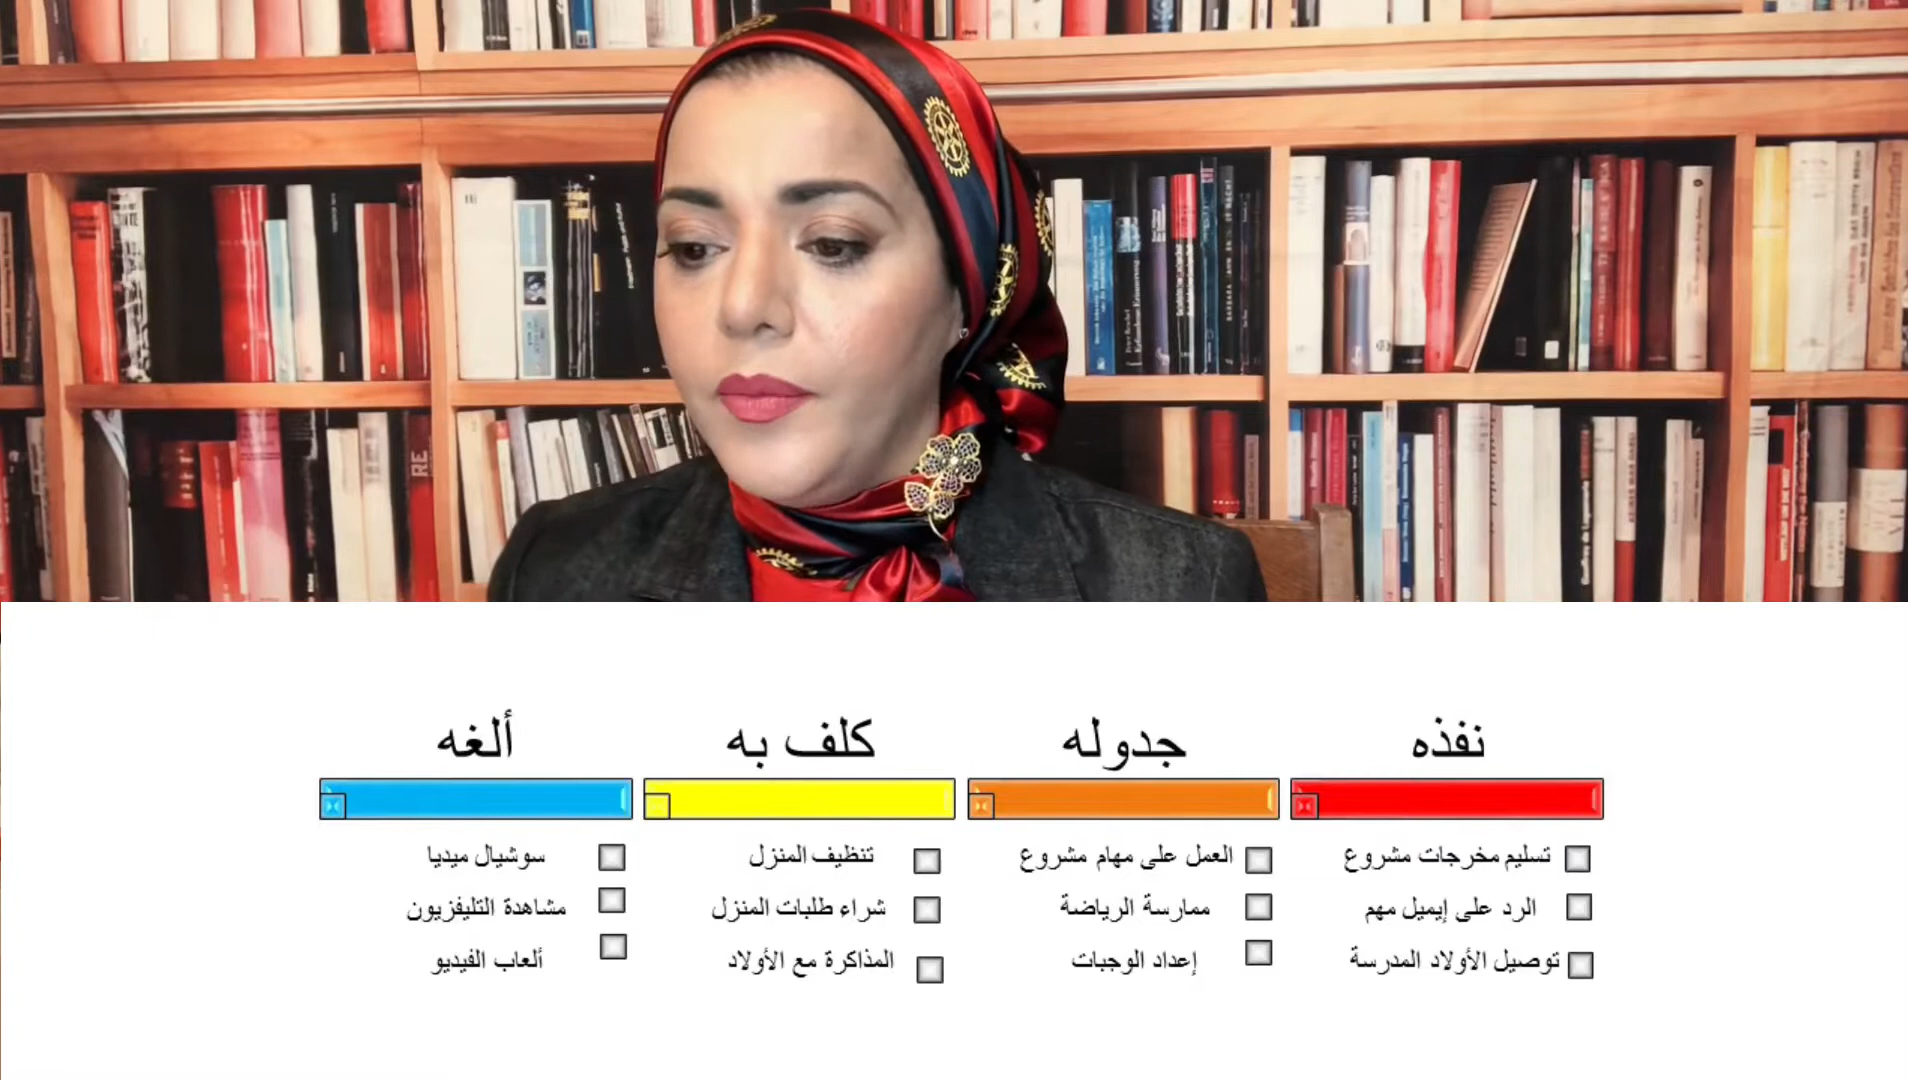 نفذه
تسليم مخرجات مشروع
الرد على إيميل مهم
توصيل الأولاد المدرسة
جدوله
العمل على مهام مشروع
ممارسة الرياضة
إعداد الوجبات
كلف به
تنظيف المنزل
شراء طلبات المنزل
المذاكرة مع الأولاد
ألغه
سوشيال ميديا
مشاهدة التليفزيون
ألعاب الفيديو
RE